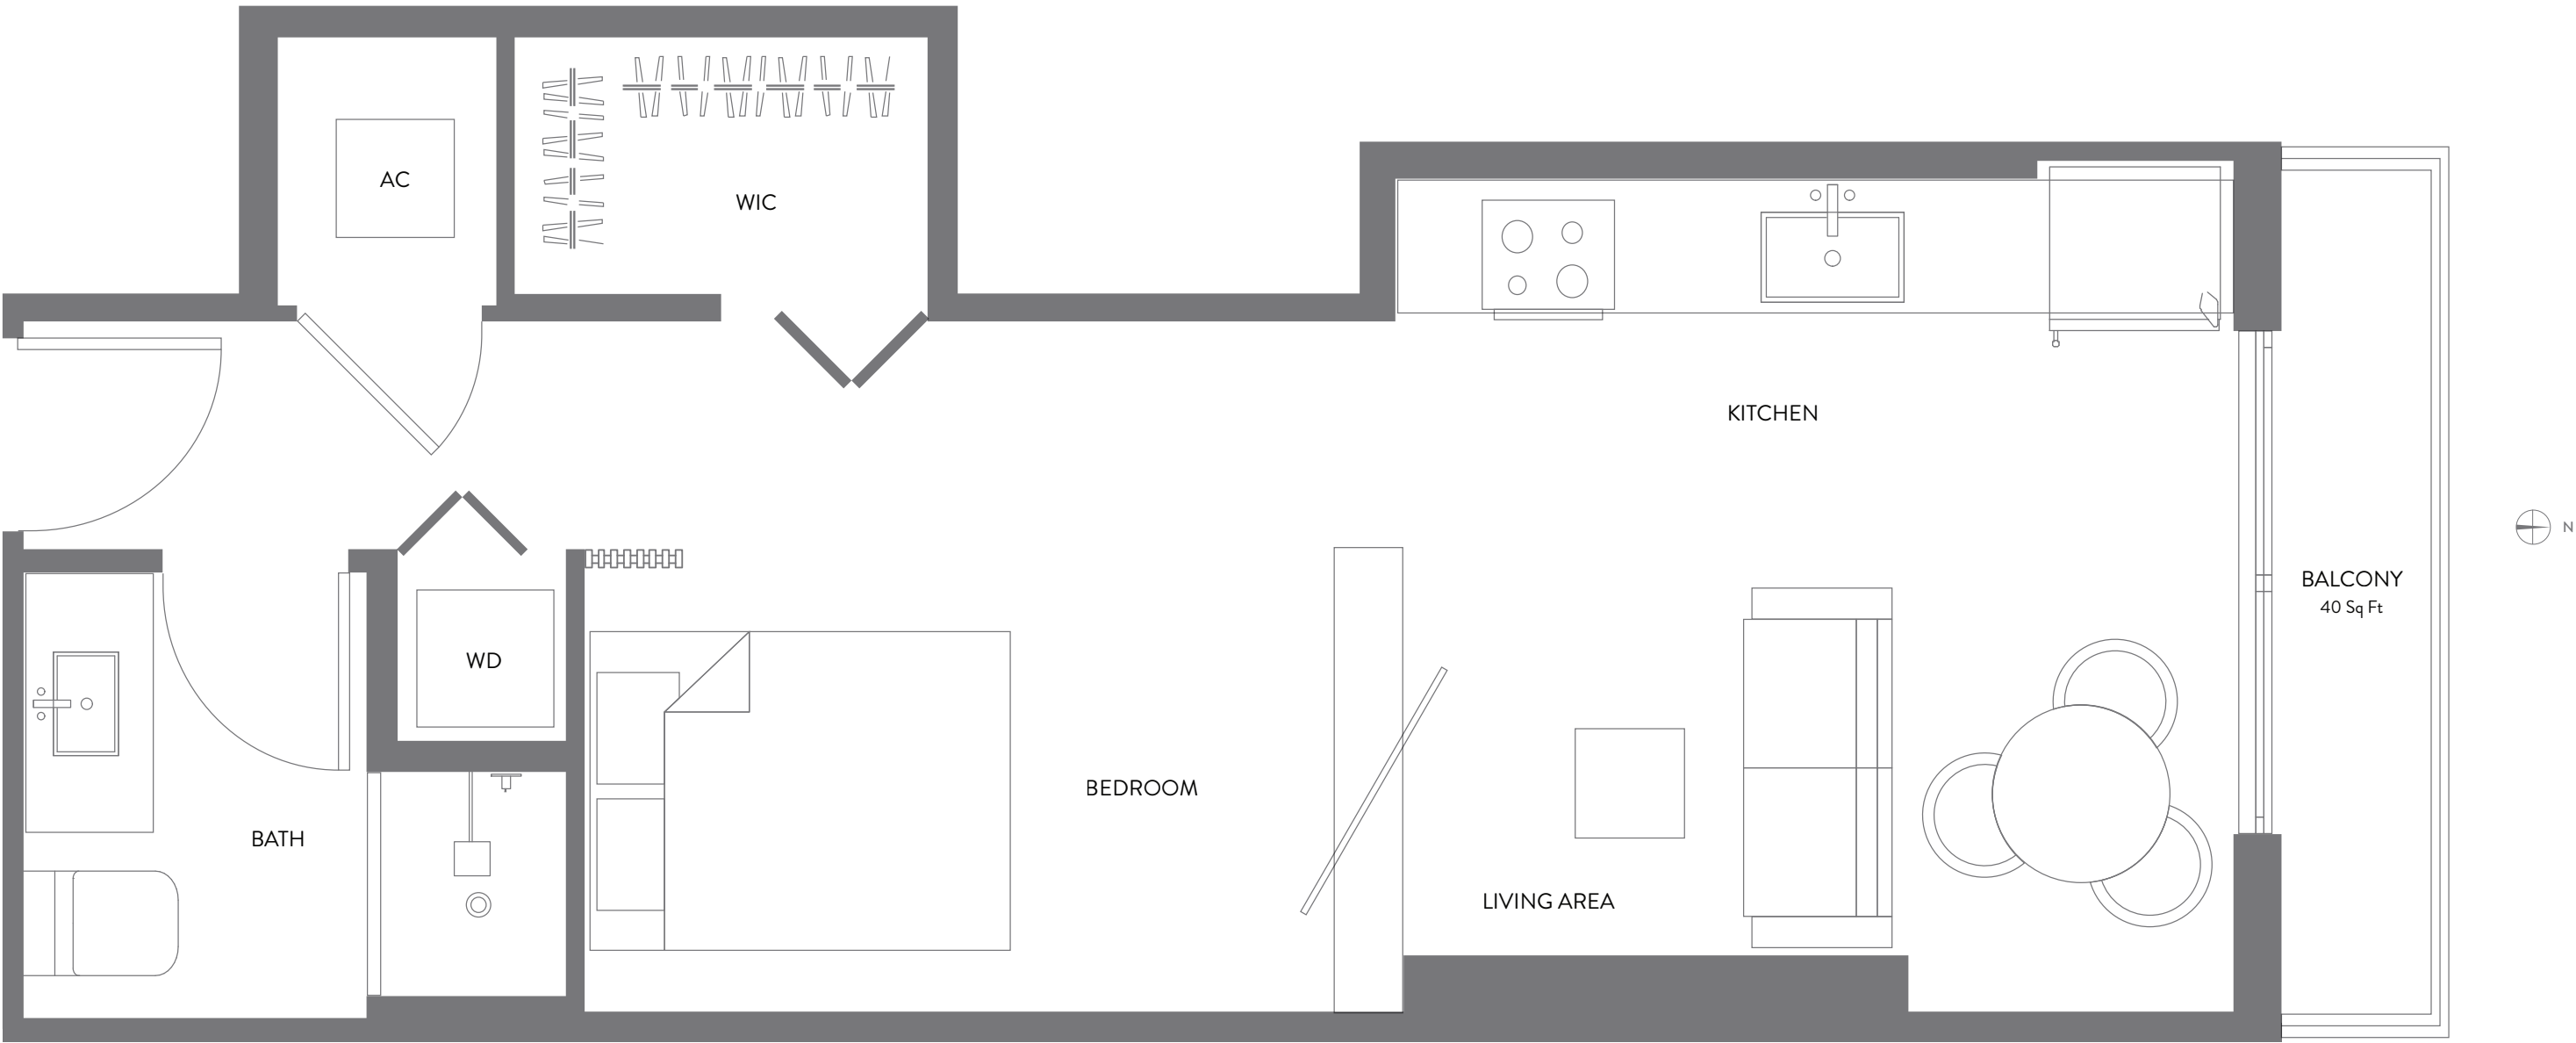 AC
WIC
KITCHEN
N
BALCONY
40 Sq Ft
WD
BEDROOM
BATH
LIVING AREA